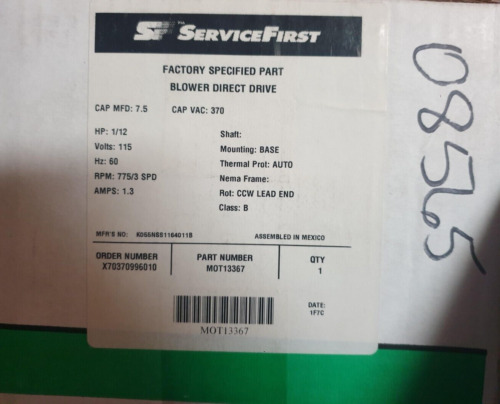 SF SERVICEFIRST
FACTORY SPECIFIED PART
BLOWER DIRECT DRIVE
CAP MFD: 7.5 CAP VAC: 370
HP: 1/12
Volts: 115
Hz: 60
RPM: 775/3 SPD
AMPS: 1.3
Shaft:
Mounting: BASE
Thermal Prot: AUTO
Nema Frame:
Rot: CCW LEAD END
Class: B
MFR'S NO: ASSEMBLED IN MEXICO
ORDER NUMBER
X70370996010
PART NUMBER
MOT13367
QTY
1
MOT13367
DATE:
1F7C
08565